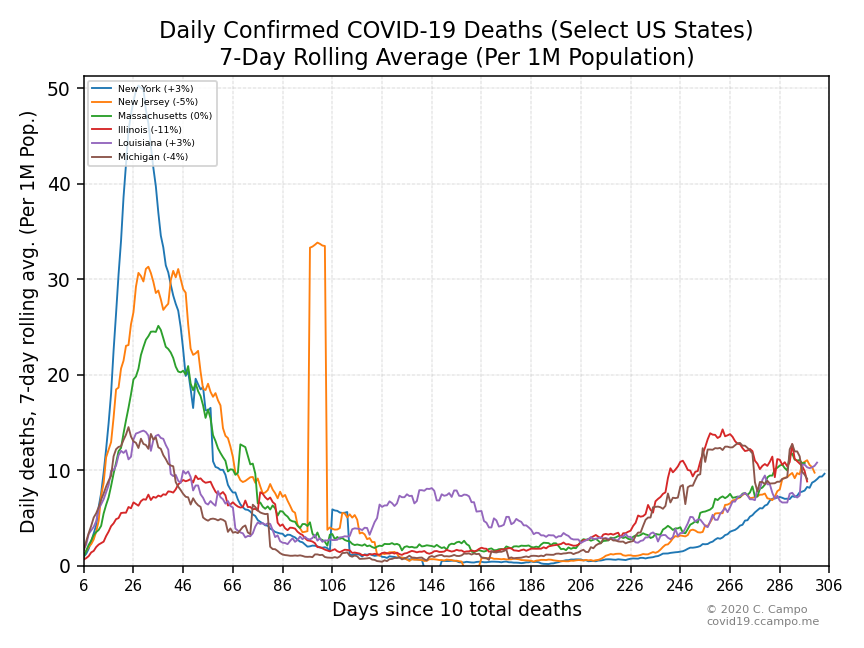 Daily Confirmed COVID-19 Deaths (Select US States)
7-Day Rolling Average (Per 1M Population)
Daily deaths, 7-day rolling avg. (Per 1M Pop.)
50
40
30
20
10
0
New York (+3%)
New Jersey (-5%)
Massachusetts (0%)
Illinois (-11%)
Louisiana (+3%)
Michigan (-4%)
6 26 46 66 86 106 126 146 166 186 206 226 246 266 286 306
Days since 10 total deaths
© 2020 C. Campo
covid19.ccampo.me